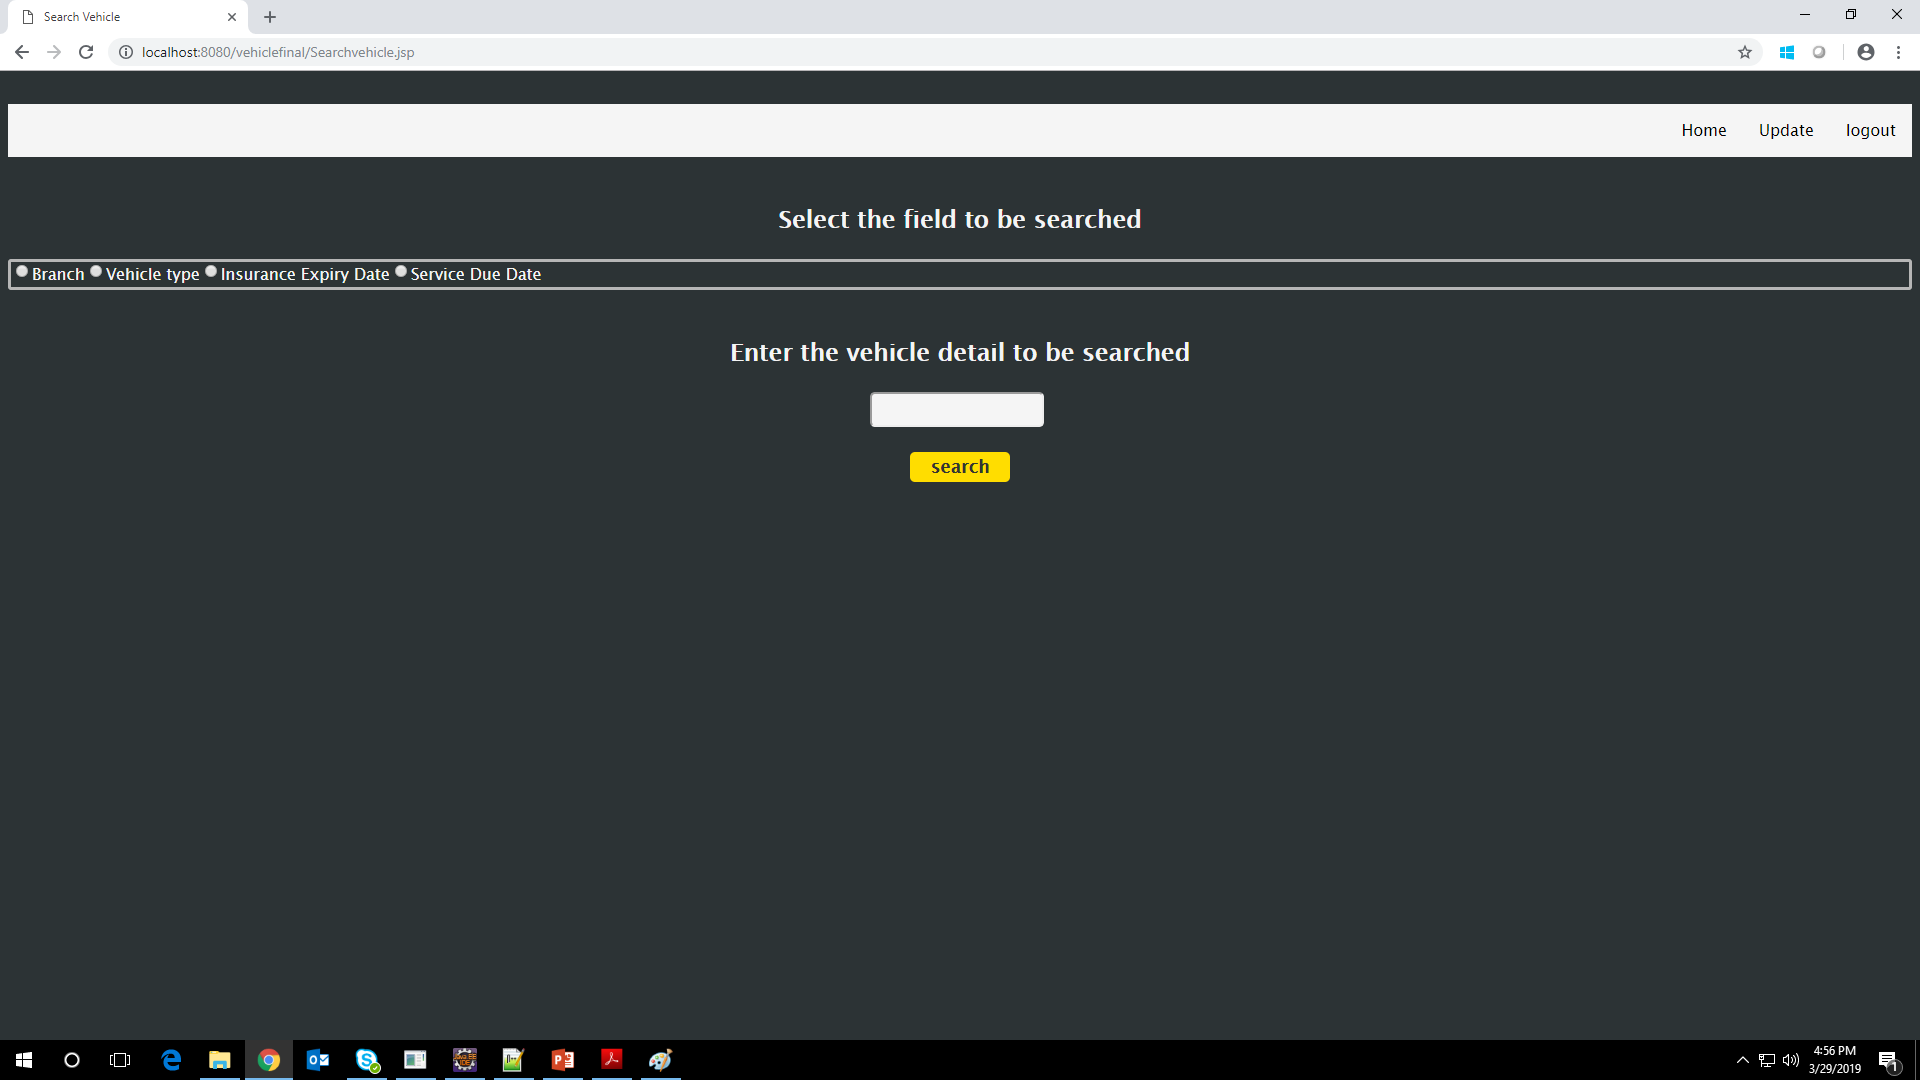 Search Vehicle
localhost:8080/vehiclefinal/Searchvehicle.jsp
Home Update logout
Select the field to be searched
Branch Vehicle type Insurance Expiry Date Service Due Date
Enter the vehicle detail to be searched
search
4:56 PM
3/29/2019
1